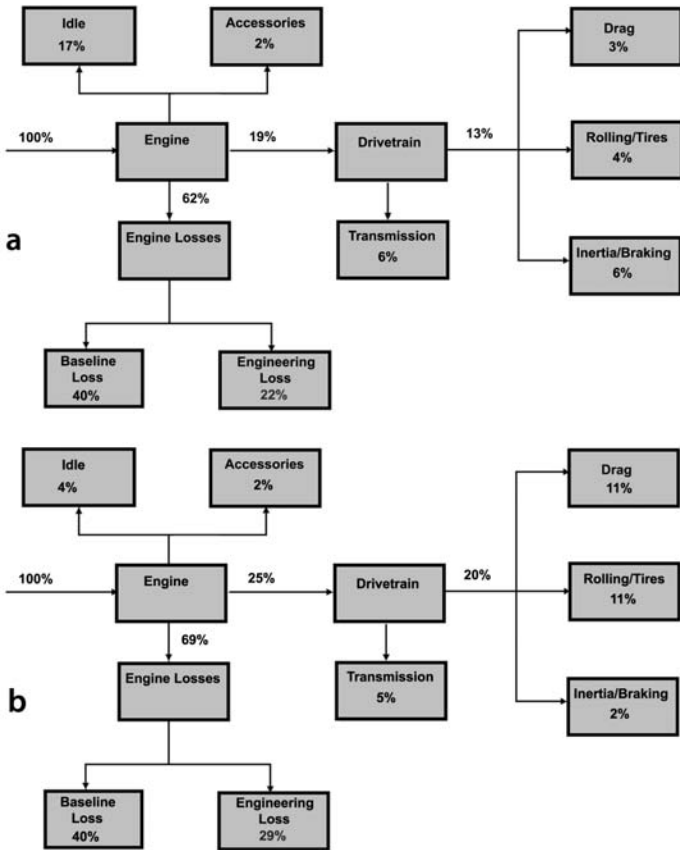 Idle
17%
Accessories
2%
Drag
3%
100%
Engine
19%
Drivetrain
13%
Rolling/Tires
4%
62%
Engine Losses
Transmission
6%
Inertia/Braking
6%
a
Baseline
Loss
40%
Engineering
Loss
22%
Idle
4%
Accessories
2%
Drag
11%
100%
Engine
25%
Drivetrain
20%
Rolling/Tires
11%
69%
Engine Losses
Transmission
5%
Inertia/Braking
2%
b
Baseline
Loss
40%
Engineering
Loss
29%